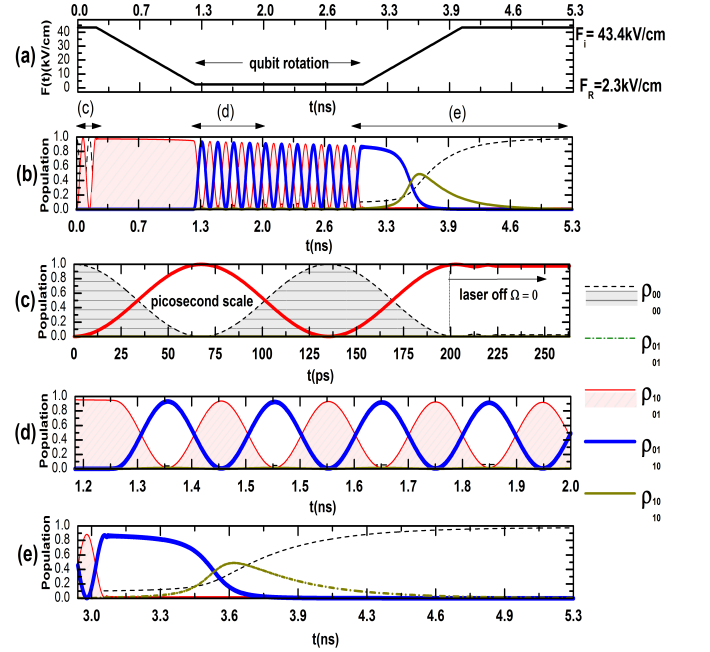 0.0 0.7 1.3 2.0 2.6 3.3 3.9 4.6 5.3
(a)
F(t)(kV/cm)
40
30
20
10
0
qubit rotation
F_i = 43.4kV/cm
F_R=2.3kV/cm
t(ns)
(c) (d) (e)
(b)
Population
1.0
0.8
0.6
0.4
0.2
0.0
0.0 0.7 1.3 2.0 2.6 3.3 3.9 4.6 5.3
t(ns)
(c)
Population
1.0
0.8
0.6
0.4
0.2
0.0
picosecond scale
laser off Ω = 0
0 25 50 75 100 125 150 175 200 225 250
t(ps)
ρ 00 00
ρ 01 01
ρ 10 01
ρ 01 10
ρ 10 10
(d)
Population
1.0
0.8
0.6
0.4
0.2
0.0
1.2 1.3 1.4 1.5 1.5 1.6 1.7 1.8 1.9 2.0
t(ns)
(e)
Population
1.0
0.8
0.6
0.4
0.2
0.0
3.0 3.3 3.6 3.9 4.3 4.6 4.9 5.3
t(ns)